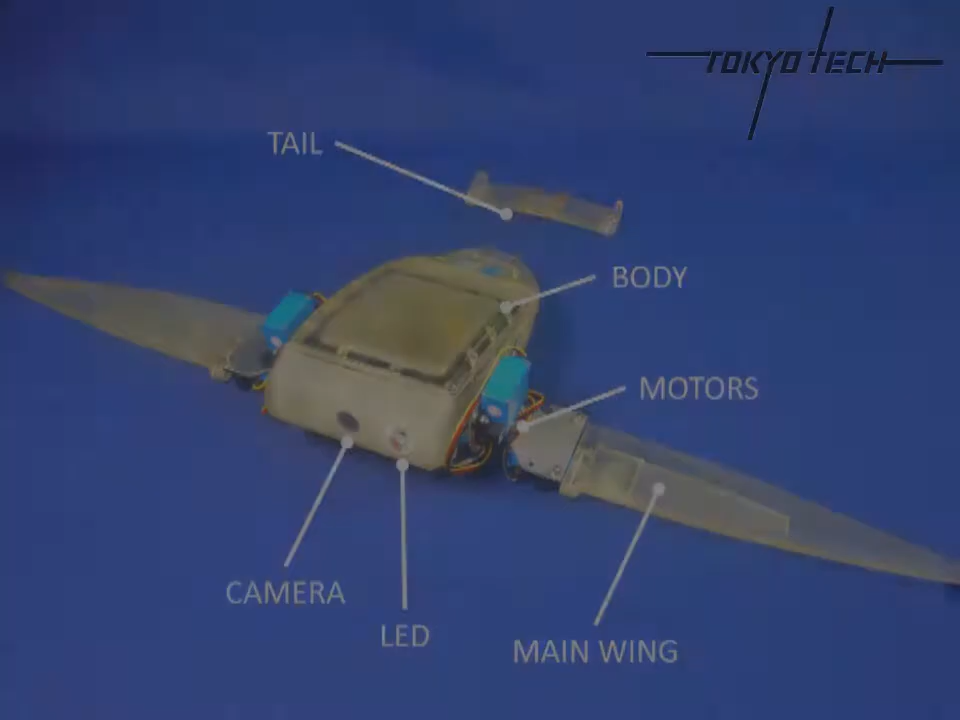 TOKYO TECH
TAIL
BODY
MOTORS
CAMERA
LED
MAIN WING